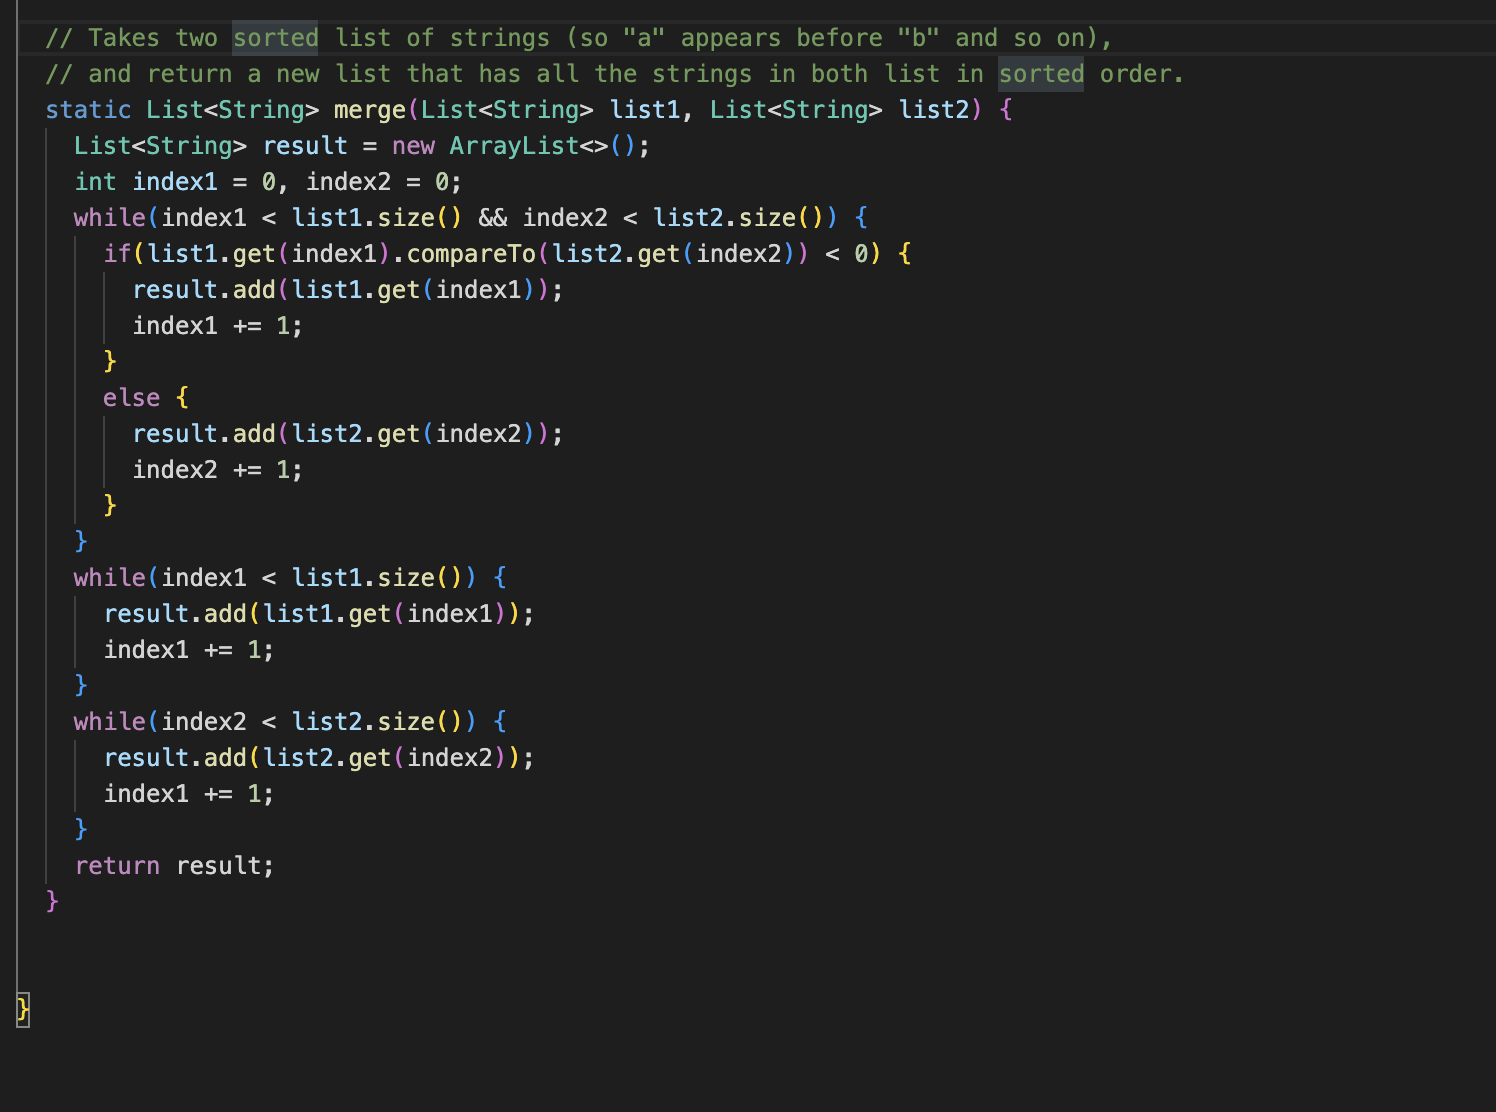 // Takes two sorted list of strings (so "a" appears before "b" and so on),
// and return a new list that has all the strings in both list in sorted order.
static List<String> merge(List<String> list1, List<String> list2) {
  List<String> result = new ArrayList<>();
  int index1 = 0, index2 = 0;
  while(index1 < list1.size() && index2 < list2.size()) {
    if(list1.get(index1).compareTo(list2.get(index2)) < 0) {
      result.add(list1.get(index1));
      index1 += 1;
    }
    else {
      result.add(list2.get(index2));
      index2 += 1;
    }
  }
  while(index1 < list1.size()) {
    result.add(list1.get(index1));
    index1 += 1;
  }
  while(index2 < list2.size()) {
    result.add(list2.get(index2));
    index1 += 1;
  }
  return result;
}
}